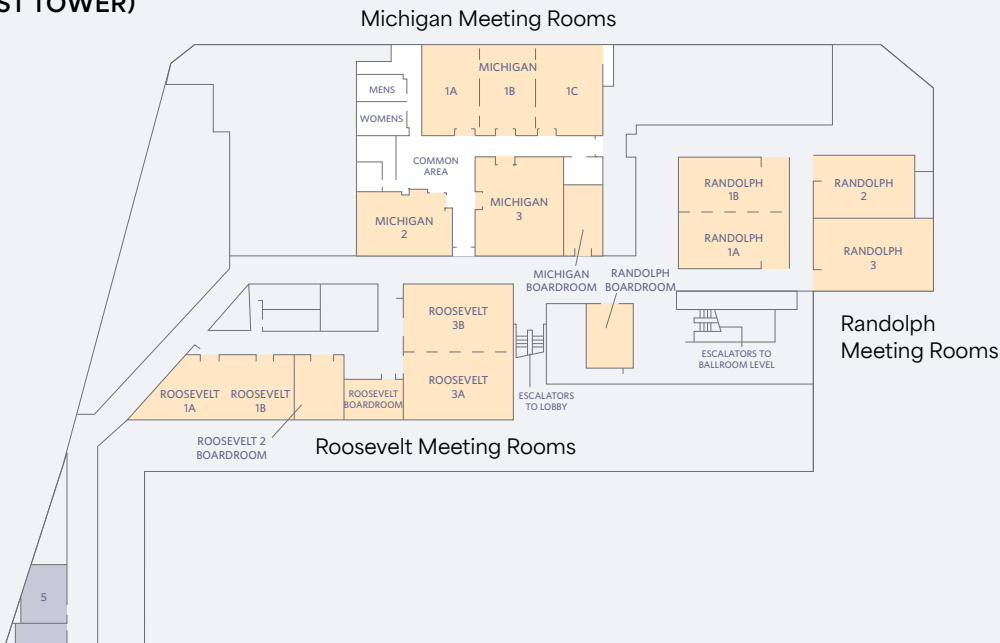 ST TOWER)
Michigan Meeting Rooms
MICHIGAN
1A
1B
1C
MENS
WOMENS
COMMON
AREA
MICHIGAN
2
MICHIGAN
3
RANDOLPH
1B
RANDOLPH
1A
RANDOLPH
2
RANDOLPH
3
MICHIGAN
BOARDROOM
RANDOLPH
BOARDROOM
Randolph
Meeting Rooms
ROOSEVELT
3B
ROOSEVELT
3A
ROOSEVELT
1A
ROOSEVELT
1B
ROOSEVELT
BOARDROOM
ESCALATORS
TO LOBBY
ESCALATORS TO
BALLROOM LEVEL
ROOSEVELT 2
BOARDROOM
Roosevelt Meeting Rooms
5